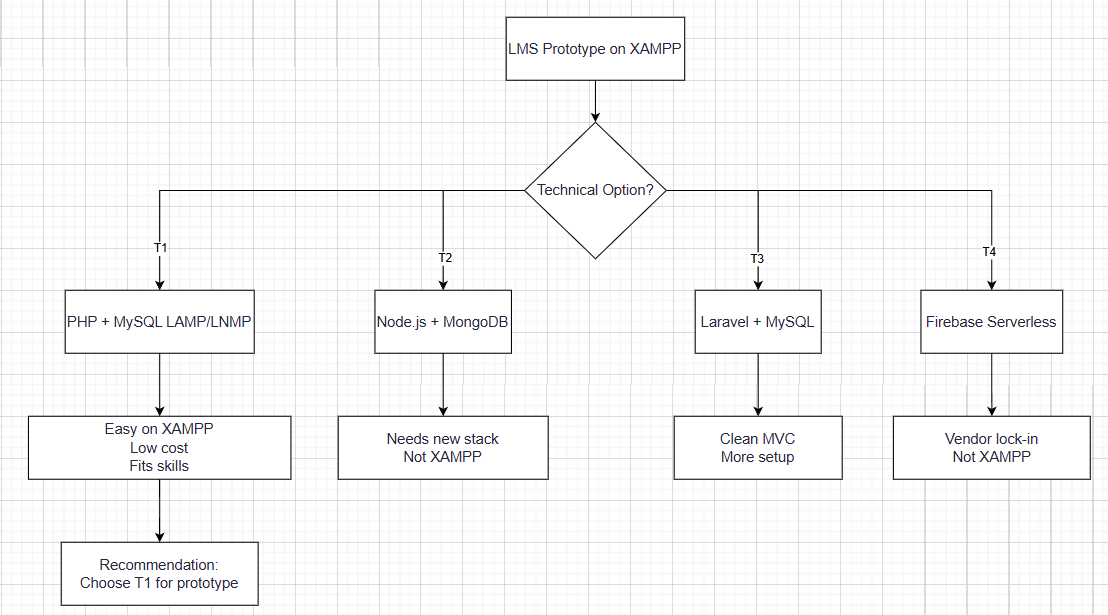 LMS Prototype on XAMPP
Technical Option?
T1
T2
T3
T4
PHP + MySQL LAMP/LNMP
Node.js + MongoDB
Laravel + MySQL
Firebase Serverless
Easy on XAMPP
Low cost
Fits skills
Needs new stack
Not XAMPP
Clean MVC
More setup
Vendor lock-in
Not XAMPP
Recommendation:
Choose T1 for prototype